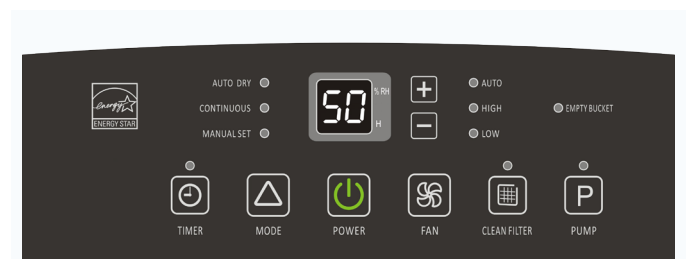 AUTO DRY
CONTINUOUS
MANUAL SET
energy
ENERGY STAR
50
% RH
H
+
−
AUTO
HIGH
LOW
EMPTY BUCKET
TIMER
MODE
POWER
FAN
CLEAN FILTER
P
PUMP